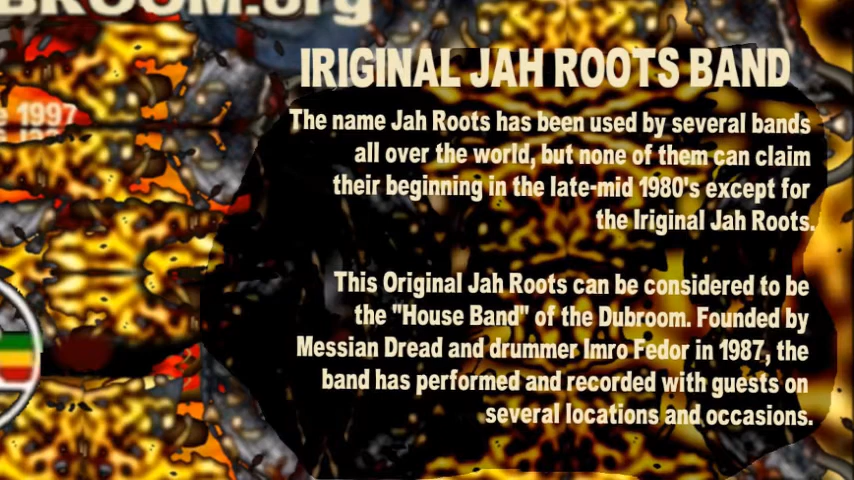 BROOM.org
IRIGINAL JAH ROOTS BAND
e 1997
The name Jah Roots has been used by several bands
all over the world, but none of them can claim
their beginning in the late-mid 1980's except for
the Iriginal Jah Roots.
This Original Jah Roots can be considered to be
the "House Band" of the Dubroom. Founded by
Messian Dread and drummer Imro Fedor in 1987, the
band has performed and recorded with guests on
several locations and occasions.